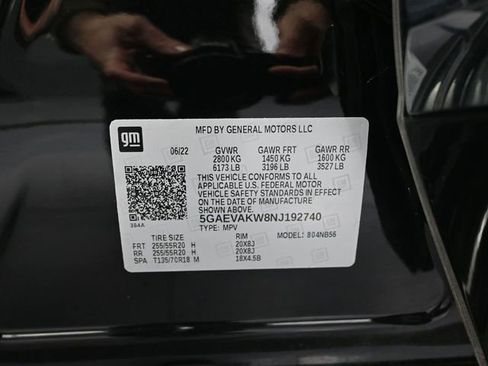 gm
MFD BY GENERAL MOTORS LLC
06/22 GVWR GAWR FRT GAWR RR
2800 KG 1450 KG 1600 KG
6173 LB 3196 LB 3527 LB
THIS VEHICLE CONFORMS TO ALL
APPLICABLE U.S. FEDERAL MOTOR
VEHICLE SAFETY STANDARDS IN EFFECT
ON THE DATE OF MANUFACTURE
SHOWN ABOVE.
384A
5GAEVAKW8NJ192740
TYPE: MPV
TIRE SIZE RIM MODEL: 804NB56
FRT 255/55R20 H 20X8J
RR 255/55R20 H 20X8J
SPA T135/70R18 M 18X4.5B